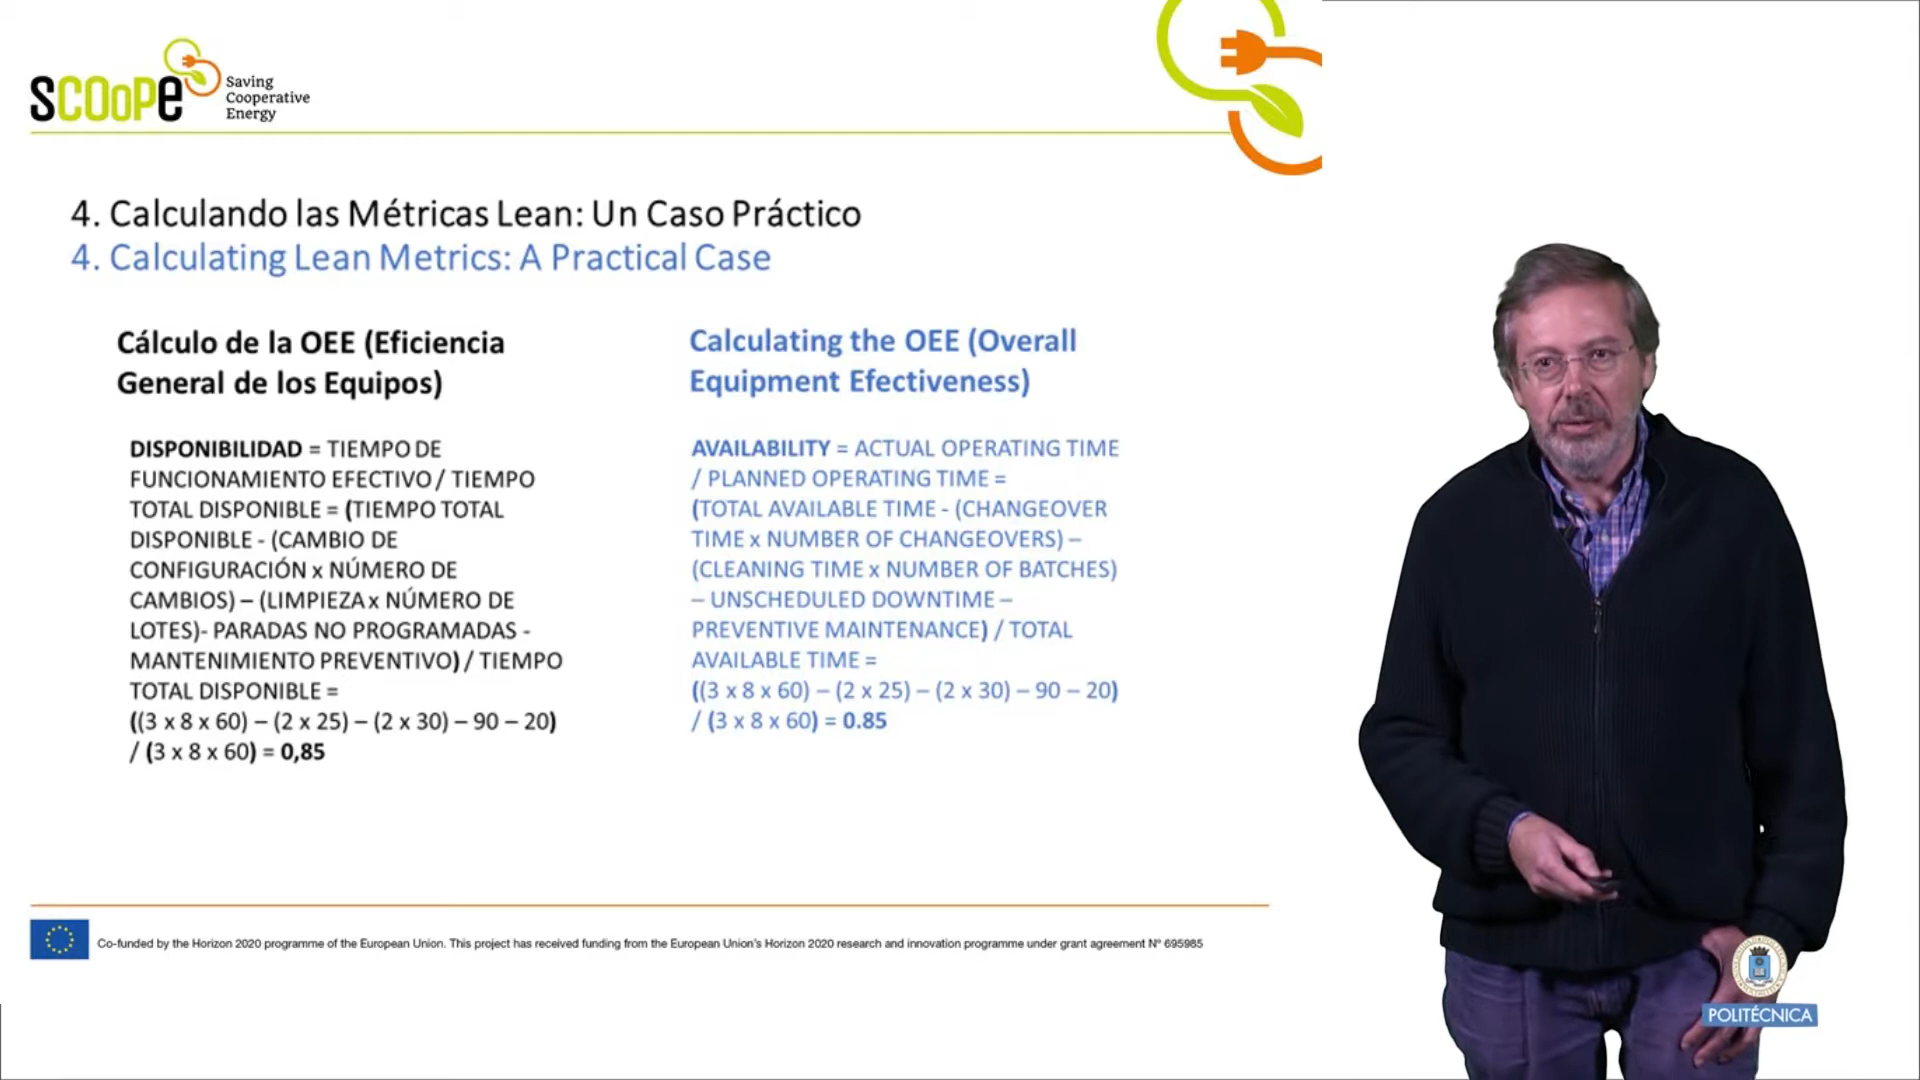 SCOoPE
Saving
Cooperative
Energy
4. Calculando las Métricas Lean: Un Caso Práctico
4. Calculating Lean Metrics: A Practical Case
Cálculo de la OEE (Eficiencia
General de los Equipos)
DISPONIBILIDAD = TIEMPO DE
FUNCIONAMIENTO EFECTIVO / TIEMPO
TOTAL DISPONIBLE = (TIEMPO TOTAL
DISPONIBLE - (CAMBIO DE
CONFIGURACIÓN x NÚMERO DE
CAMBIOS) – (LIMPIEZA x NÚMERO DE
LOTES)- PARADAS NO PROGRAMADAS -
MANTENIMIENTO PREVENTIVO) / TIEMPO
TOTAL DISPONIBLE =
((3 x 8 x 60) – (2 x 25) – (2 x 30) – 90 – 20)
/ (3 x 8 x 60) = 0,85
Calculating the OEE (Overall
Equipment Efectiveness)
AVAILABILITY = ACTUAL OPERATING TIME
/ PLANNED OPERATING TIME =
(TOTAL AVAILABLE TIME - (CHANGEOVER
TIME x NUMBER OF CHANGEOVERS) –
(CLEANING TIME x NUMBER OF BATCHES)
– UNSCHEDULED DOWNTIME –
PREVENTIVE MAINTENANCE) / TOTAL
AVAILABLE TIME =
((3 x 8 x 60) – (2 x 25) – (2 x 30) – 90 – 20)
/ (3 x 8 x 60) = 0.85
Co-funded by the Horizon 2020 programme of the European Union. This project has received funding from the European Union's Horizon 2020 research and innovation programme under grant agreement Nº 695985
POLITÉCNICA